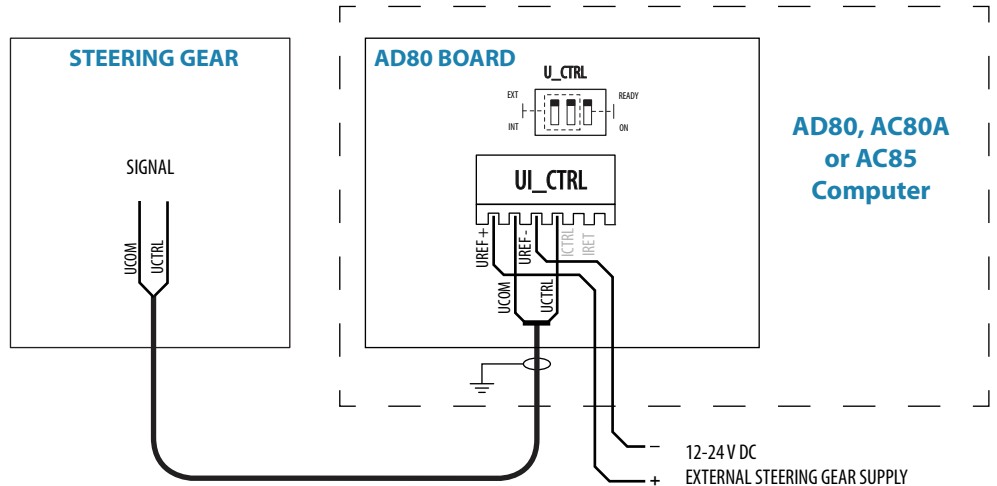 STEERING GEAR
SIGNAL
UCOM
UCTRL
AD80 BOARD
U_CTRL
EXT
READY
INT
ON
UI_CTRL
UREF +
UCOM
UREF -
UCTRL
ICTRL
IRET
AD80, AC80A
or AC85
Computer
− 12-24 V DC
+ EXTERNAL STEERING GEAR SUPPLY